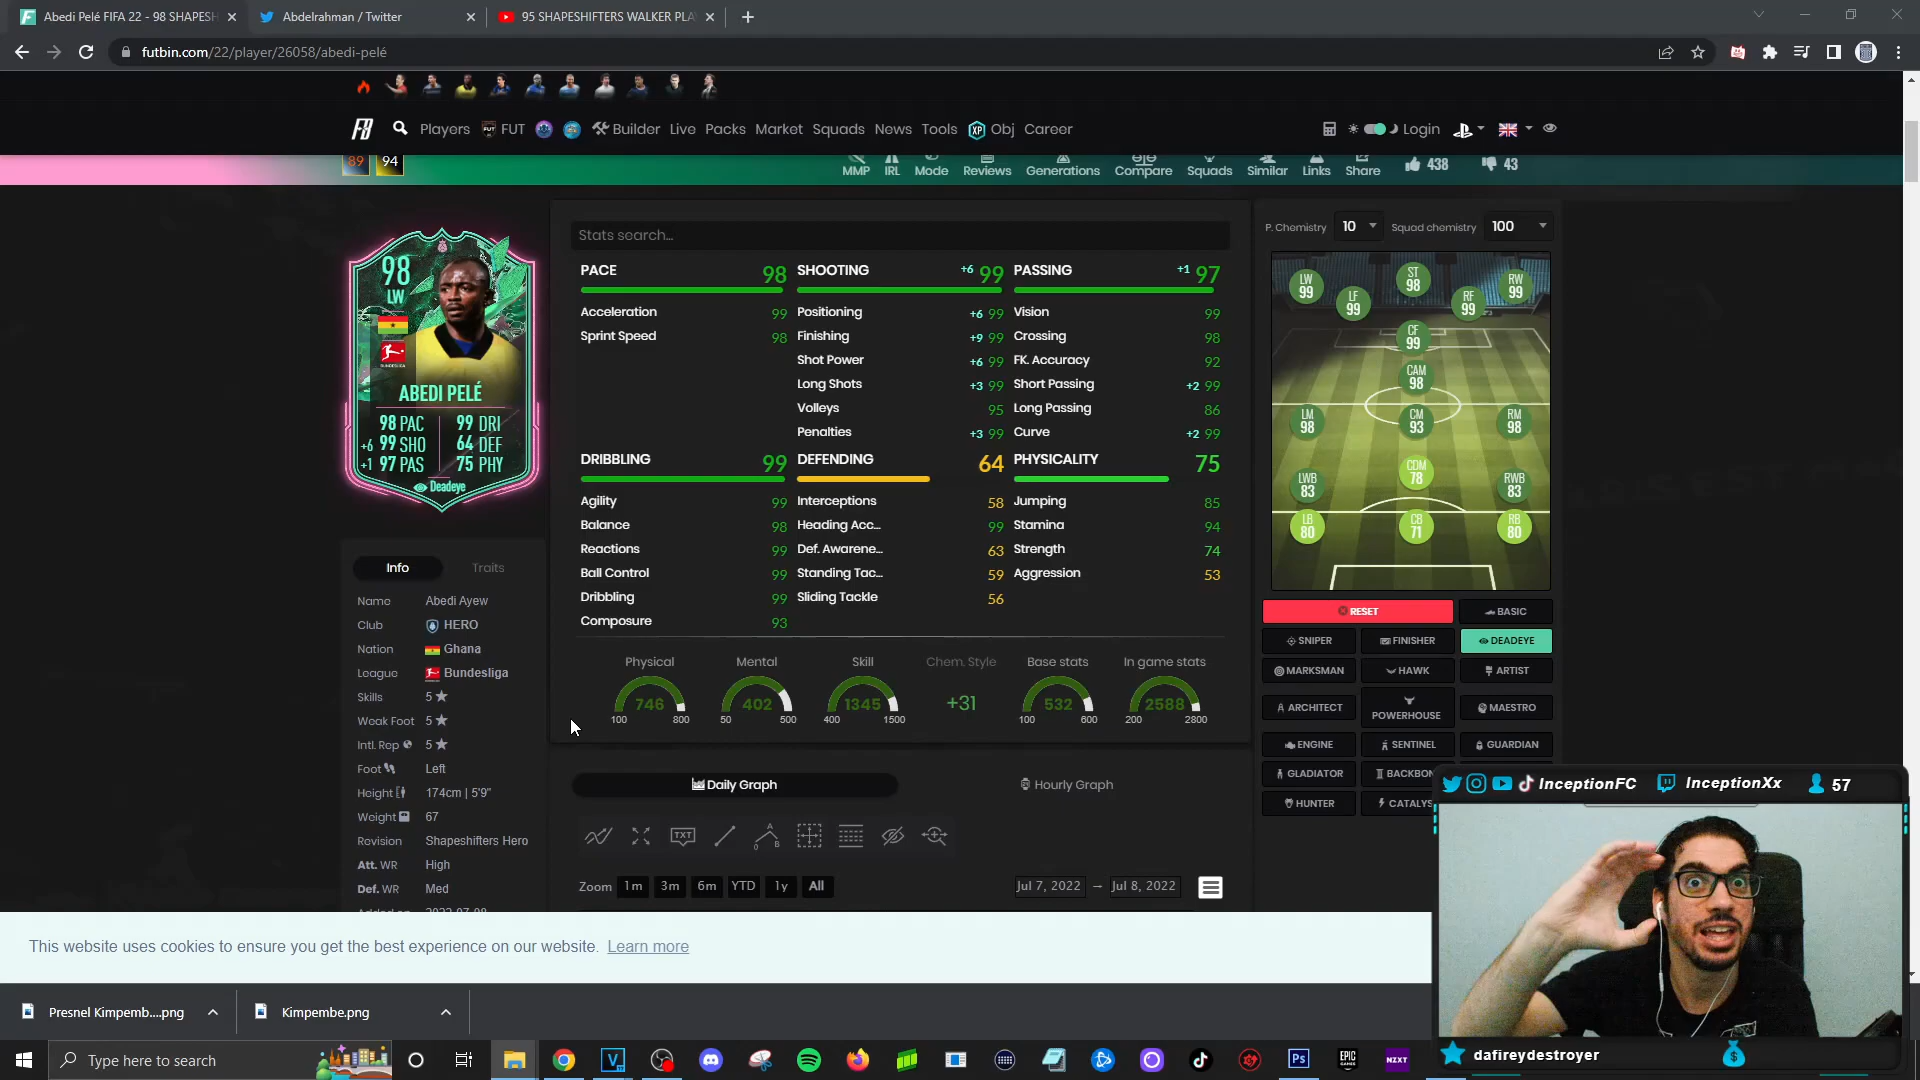 Abedi Pelé FIFA 22 - 98 SHAPESH
Abdelrahman / Twitter
95 SHAPESHIFTERS WALKER PLA
futbin.com/22/player/26058/abedi-pelé
Players FUT Builder Live Packs Market Squads News Tools XP Obj Career Login
89 94
MMP IRL Mode Reviews Generations Compare Squads Similar Links Share 438 43
98
LW
ABEDI PELÉ
98 PAC 99 DRI
+6 99 SHO 64 DEF
+1 97 PAS 75 PHY
Deadeye
Stats search...
PACE 98
Acceleration 99
Sprint Speed 98
SHOOTING +6 99
Positioning +6 99
Finishing +9 99
Shot Power +6 99
Long Shots +3 99
Volleys 95
Penalties +3 99
PASSING +1 97
Vision 99
Crossing 98
FK. Accuracy 92
Short Passing +2 99
Long Passing 86
Curve +2 99
DRIBBLING 99
Agility 99
Balance 98
Reactions 99
Ball Control 99
Dribbling 99
Composure 93
DEFENDING 64
Interceptions 58
Heading Acc... 99
Def. Awarene... 63
Standing Tac... 59
Sliding Tackle 56
PHYSICALITY 75
Jumping 85
Stamina 94
Strength 74
Aggression 53
Physical Mental Skill Chem. Style Base stats In game stats
746 402 1345 +31 532 2588
100 800 50 500 400 1500 100 600 200 2800
P. Chemistry 10 Squad chemistry 100
LW 99
ST 98
RW 99
LF 99
RF 99
CF 99
CAM 98
LM 98
CM 93
RM 98
CDM 78
LWB 83
RWB 83
LB 80
CB 71
RB 80
RESET BASIC
SNIPER FINISHER DEADEYE
MARKSMAN HAWK ARTIST
ARCHITECT POWERHOUSE MAESTRO
ENGINE SENTINEL GUARDIAN
GLADIATOR BACKBON
HUNTER CATALYS
Info Traits
Name Abedi Ayew
Club HERO
Nation Ghana
League Bundesliga
Skills 5
Weak Foot 5
Intl. Rep 5
Foot Left
Height 174cm | 5'9"
Weight 67
Revision Shapeshifters Hero
Att. WR High
Def. WR Med
Daily Graph Hourly Graph
TXT
Zoom 1m 3m 6m YTD 1y All Jul 7, 2022 → Jul 8, 2022
This website uses cookies to ensure you get the best experience on our website. Learn more
InceptionFC InceptionXx 57
dafireydestroyer
Presnel Kimpemb....png
Kimpembe.png
Type here to search
Ps
EPIC GAMES
NZXT